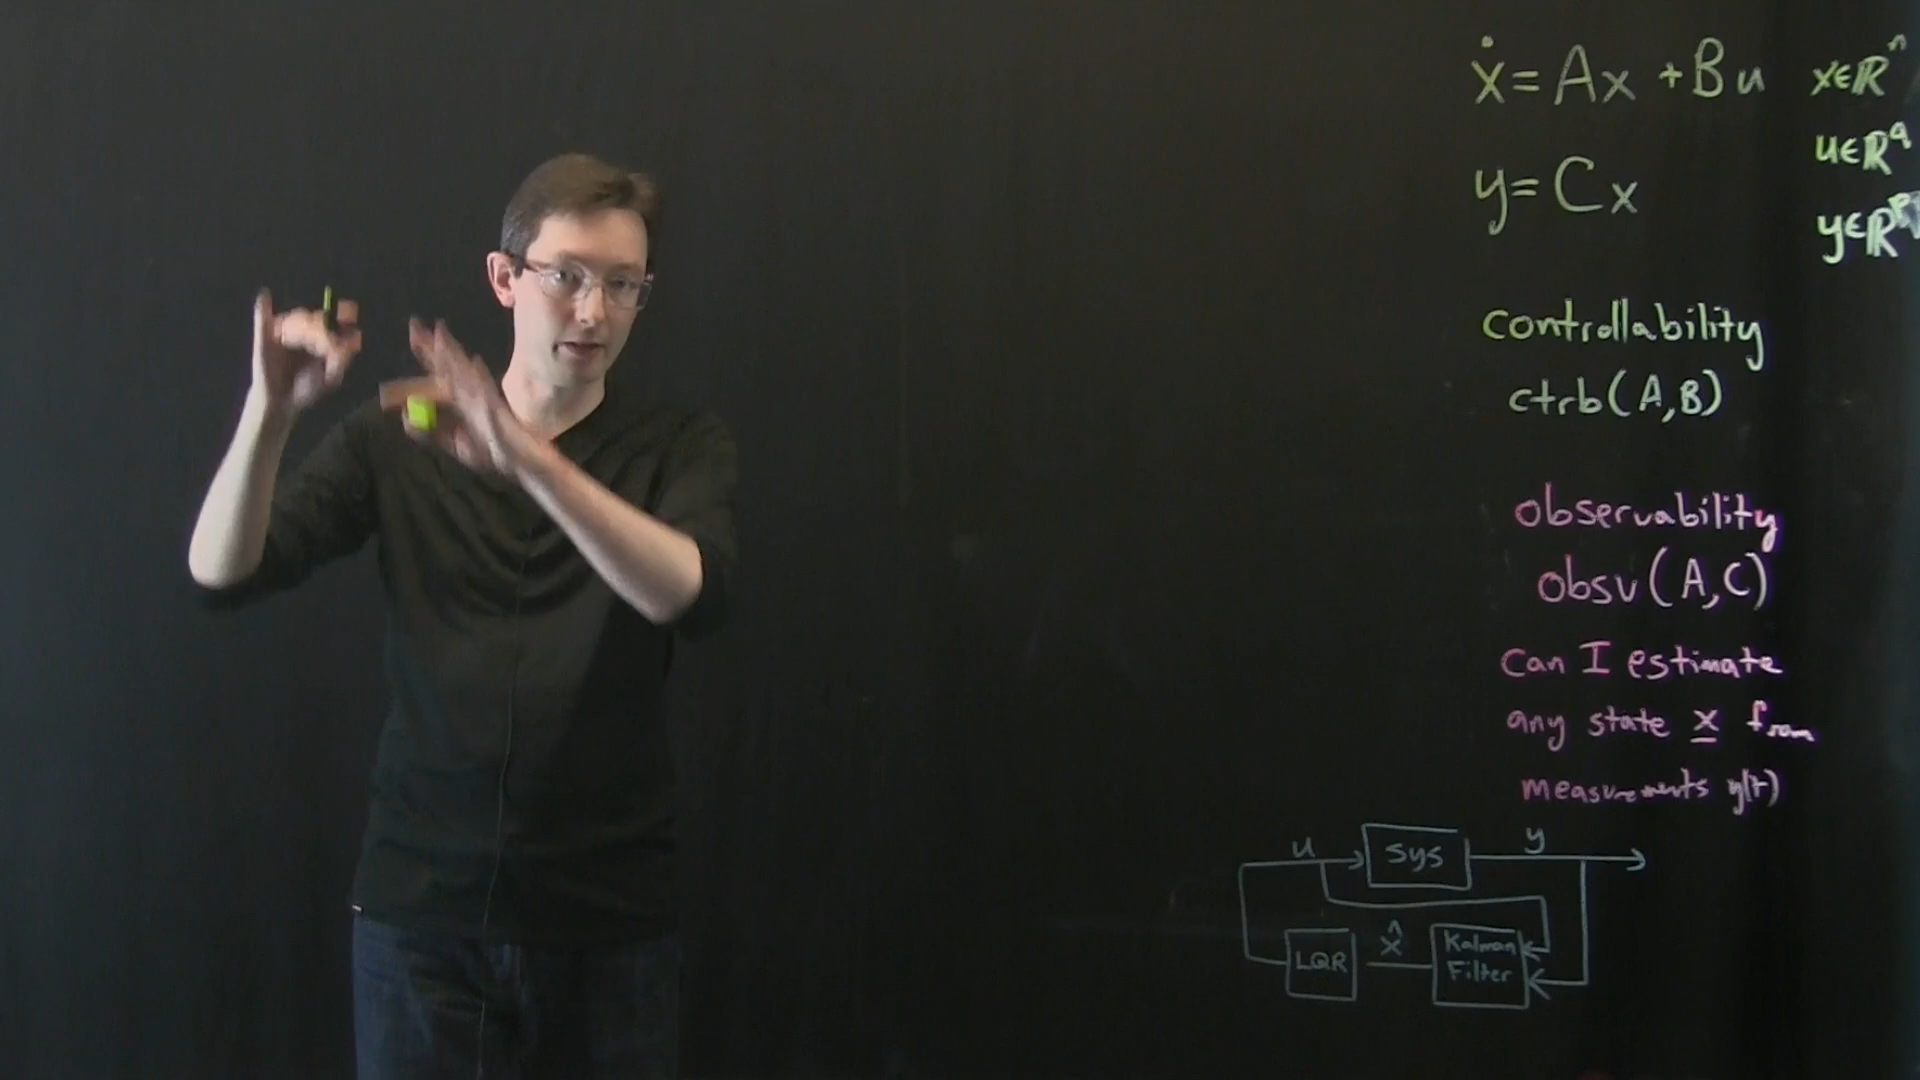 ẋ = Ax + Bu x∈ℝⁿ
u∈ℝ^q
y = Cx
y∈ℝ^p
controllability
ctrb(A,B)
observability
obsv(A,C)
can I estimate
any state x from
measurements y(t)
u sys y
LQR x̂ Kalman
Filter